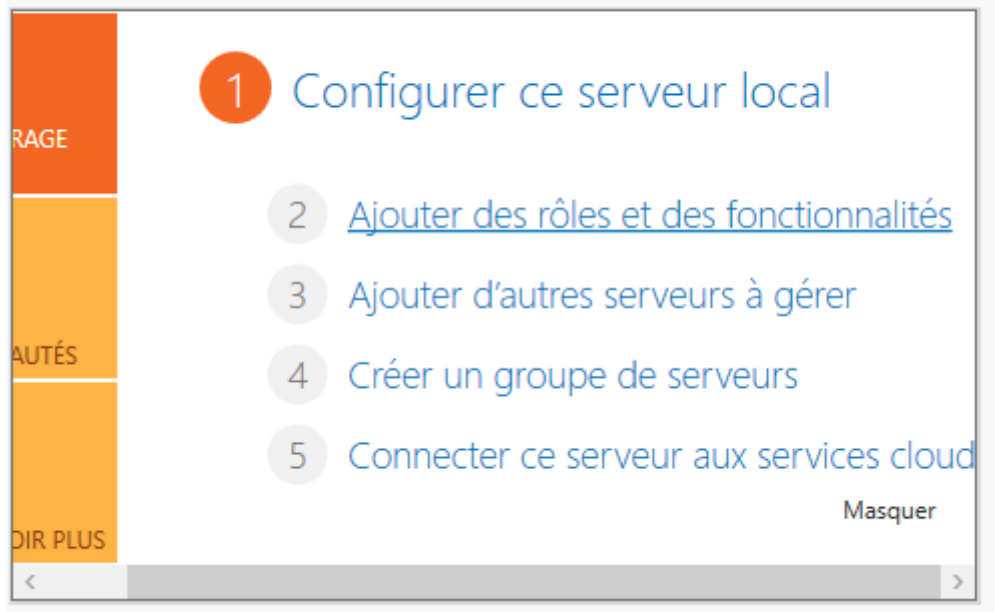 1 Configurer ce serveur local
RAGE
2 Ajouter des rôles et des fonctionnalités
3 Ajouter d’autres serveurs à gérer
AUTÉS
4 Créer un groupe de serveurs
5 Connecter ce serveur aux services cloud
Masquer
OIR PLUS